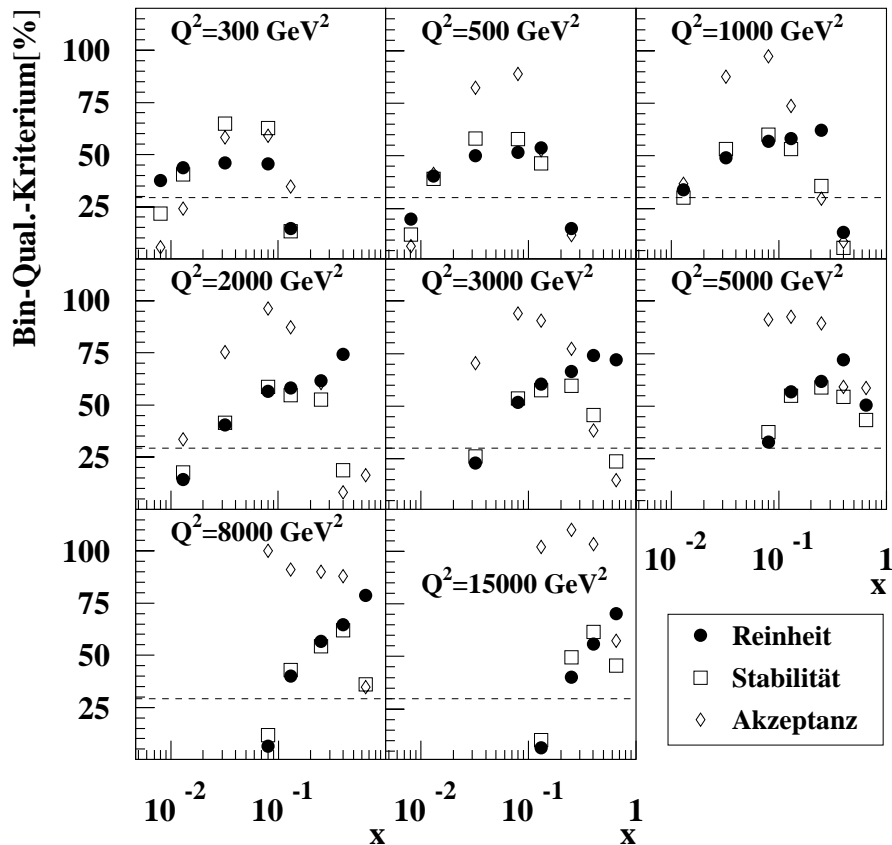 Bin-Qual.-Kriterium[%]
Q²=300 GeV²
Q²=500 GeV²
Q²=1000 GeV²
100
75
50
25
Q²=2000 GeV²
Q²=3000 GeV²
Q²=5000 GeV²
100
75
50
25
Q²=8000 GeV²
Q²=15000 GeV²
100
75
50
25
10⁻² 10⁻¹ 1
x
Reinheit
Stabilität
Akzeptanz
10⁻² 10⁻¹
x
10⁻² 10⁻¹ 1
x